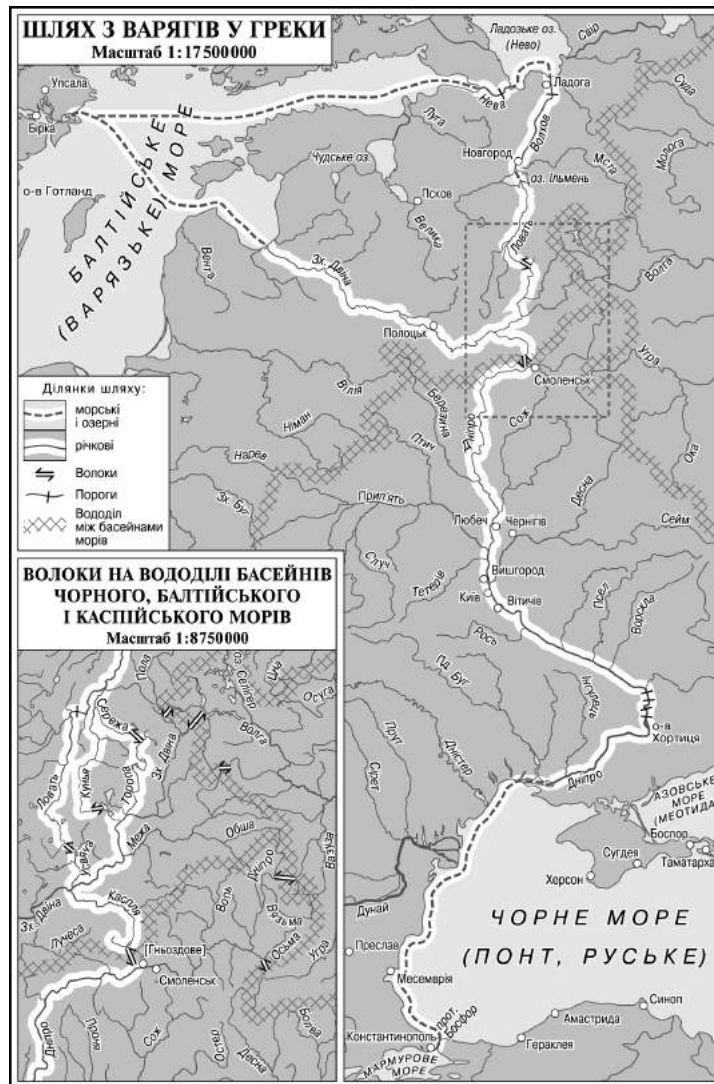 ШЛЯХ З ВАРЯГІВ У ГРЕКИ
Масштаб 1:17500000
Ладозьке оз.
(Нево)
Свір
Упсала
Бірка
Нева
Ладога
Суда
Луга
Волхов
Молога
Чудське оз.
Новгород
Мста
оз. Ільмень
о-в Готланд
Псков
БАЛТІЙСЬКЕ
(ВАРЯЗЬКЕ) МОРЕ
Велика
Ловать
Вента
Зх. Двіна
Волга
Полоцьк
Угра
Смоленськ
Ділянки шляху:
морські
і озерні
річкові
Волоки
Пороги
Вододіл
між басейнами
морів
Вілія
Березина
Німан
Сож
Дніпро
Птич
Нарев
Ока
Зх. Буг
Прип'ять
Десна
Сейм
Любеч
Чернігів
Случ
Тетерів
Вишгород
Київ
Вітичів
Псел
Ворскла
Рось
Пд. Буг
Інгулець
о-в
Хортиця
Прут
Дністер
Сірет
Дніпро
АЗОВСЬКЕ
МОРЕ
(МЕОТИДА)
Боспор
Сугдея
Таматарха
Херсон
Дунай
ЧОРНЕ МОРЕ
(ПОНТ, РУСЬКЕ)
Преслав
Месемврія
Синоп
Амастрида
прот.
Босфор
Константинополь
Гераклея
МАРМУРОВЕ
МОРЕ
ВОЛОКИ НА ВОДОДІЛІ БАСЕЙНІВ
ЧОРНОГО, БАЛТІЙСЬКОГО
І КАСПІЙСЬКОГО МОРІВ
Масштаб 1:8750000
Пола
оз. Селігер
Цна
Осуга
Сережа
Волга
Зх. Двіна
Ловать
Кунья
Торопа
Межа
Обша
Усвяча
Дніпро
Вазуза
Каспля
Вопь
Зх. Двіна
Вязьма
Лучеса
Угра
[Гньоздове]
Осьма
Смоленськ
Болва
Дніпро
Проня
Сож
Остер
Десна